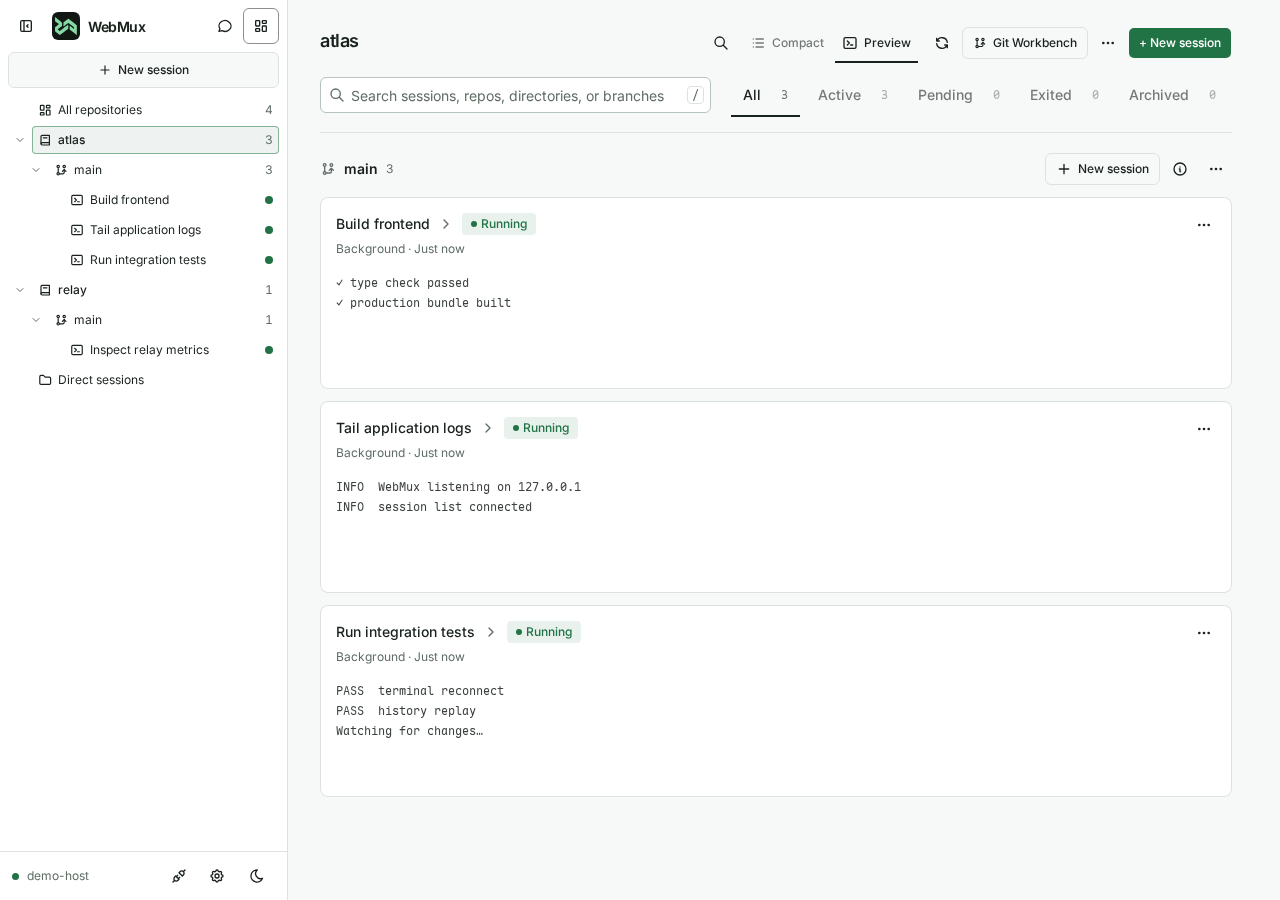 WebMux
New session
All repositories 4
atlas 3
main 3
Build frontend
Tail application logs
Run integration tests
relay 1
main 1
Inspect relay metrics
Direct sessions
demo-host
atlas
Compact
Preview
Git Workbench
+ New session
Search sessions, repos, directories, or branches /
All 3
Active 3
Pending 0
Exited 0
Archived 0
main 3
New session
Build frontend Running
Background · Just now
✓ type check passed
✓ production bundle built
Tail application logs Running
Background · Just now
INFO WebMux listening on 127.0.0.1
INFO session list connected
Run integration tests Running
Background · Just now
PASS terminal reconnect
PASS history replay
Watching for changes…